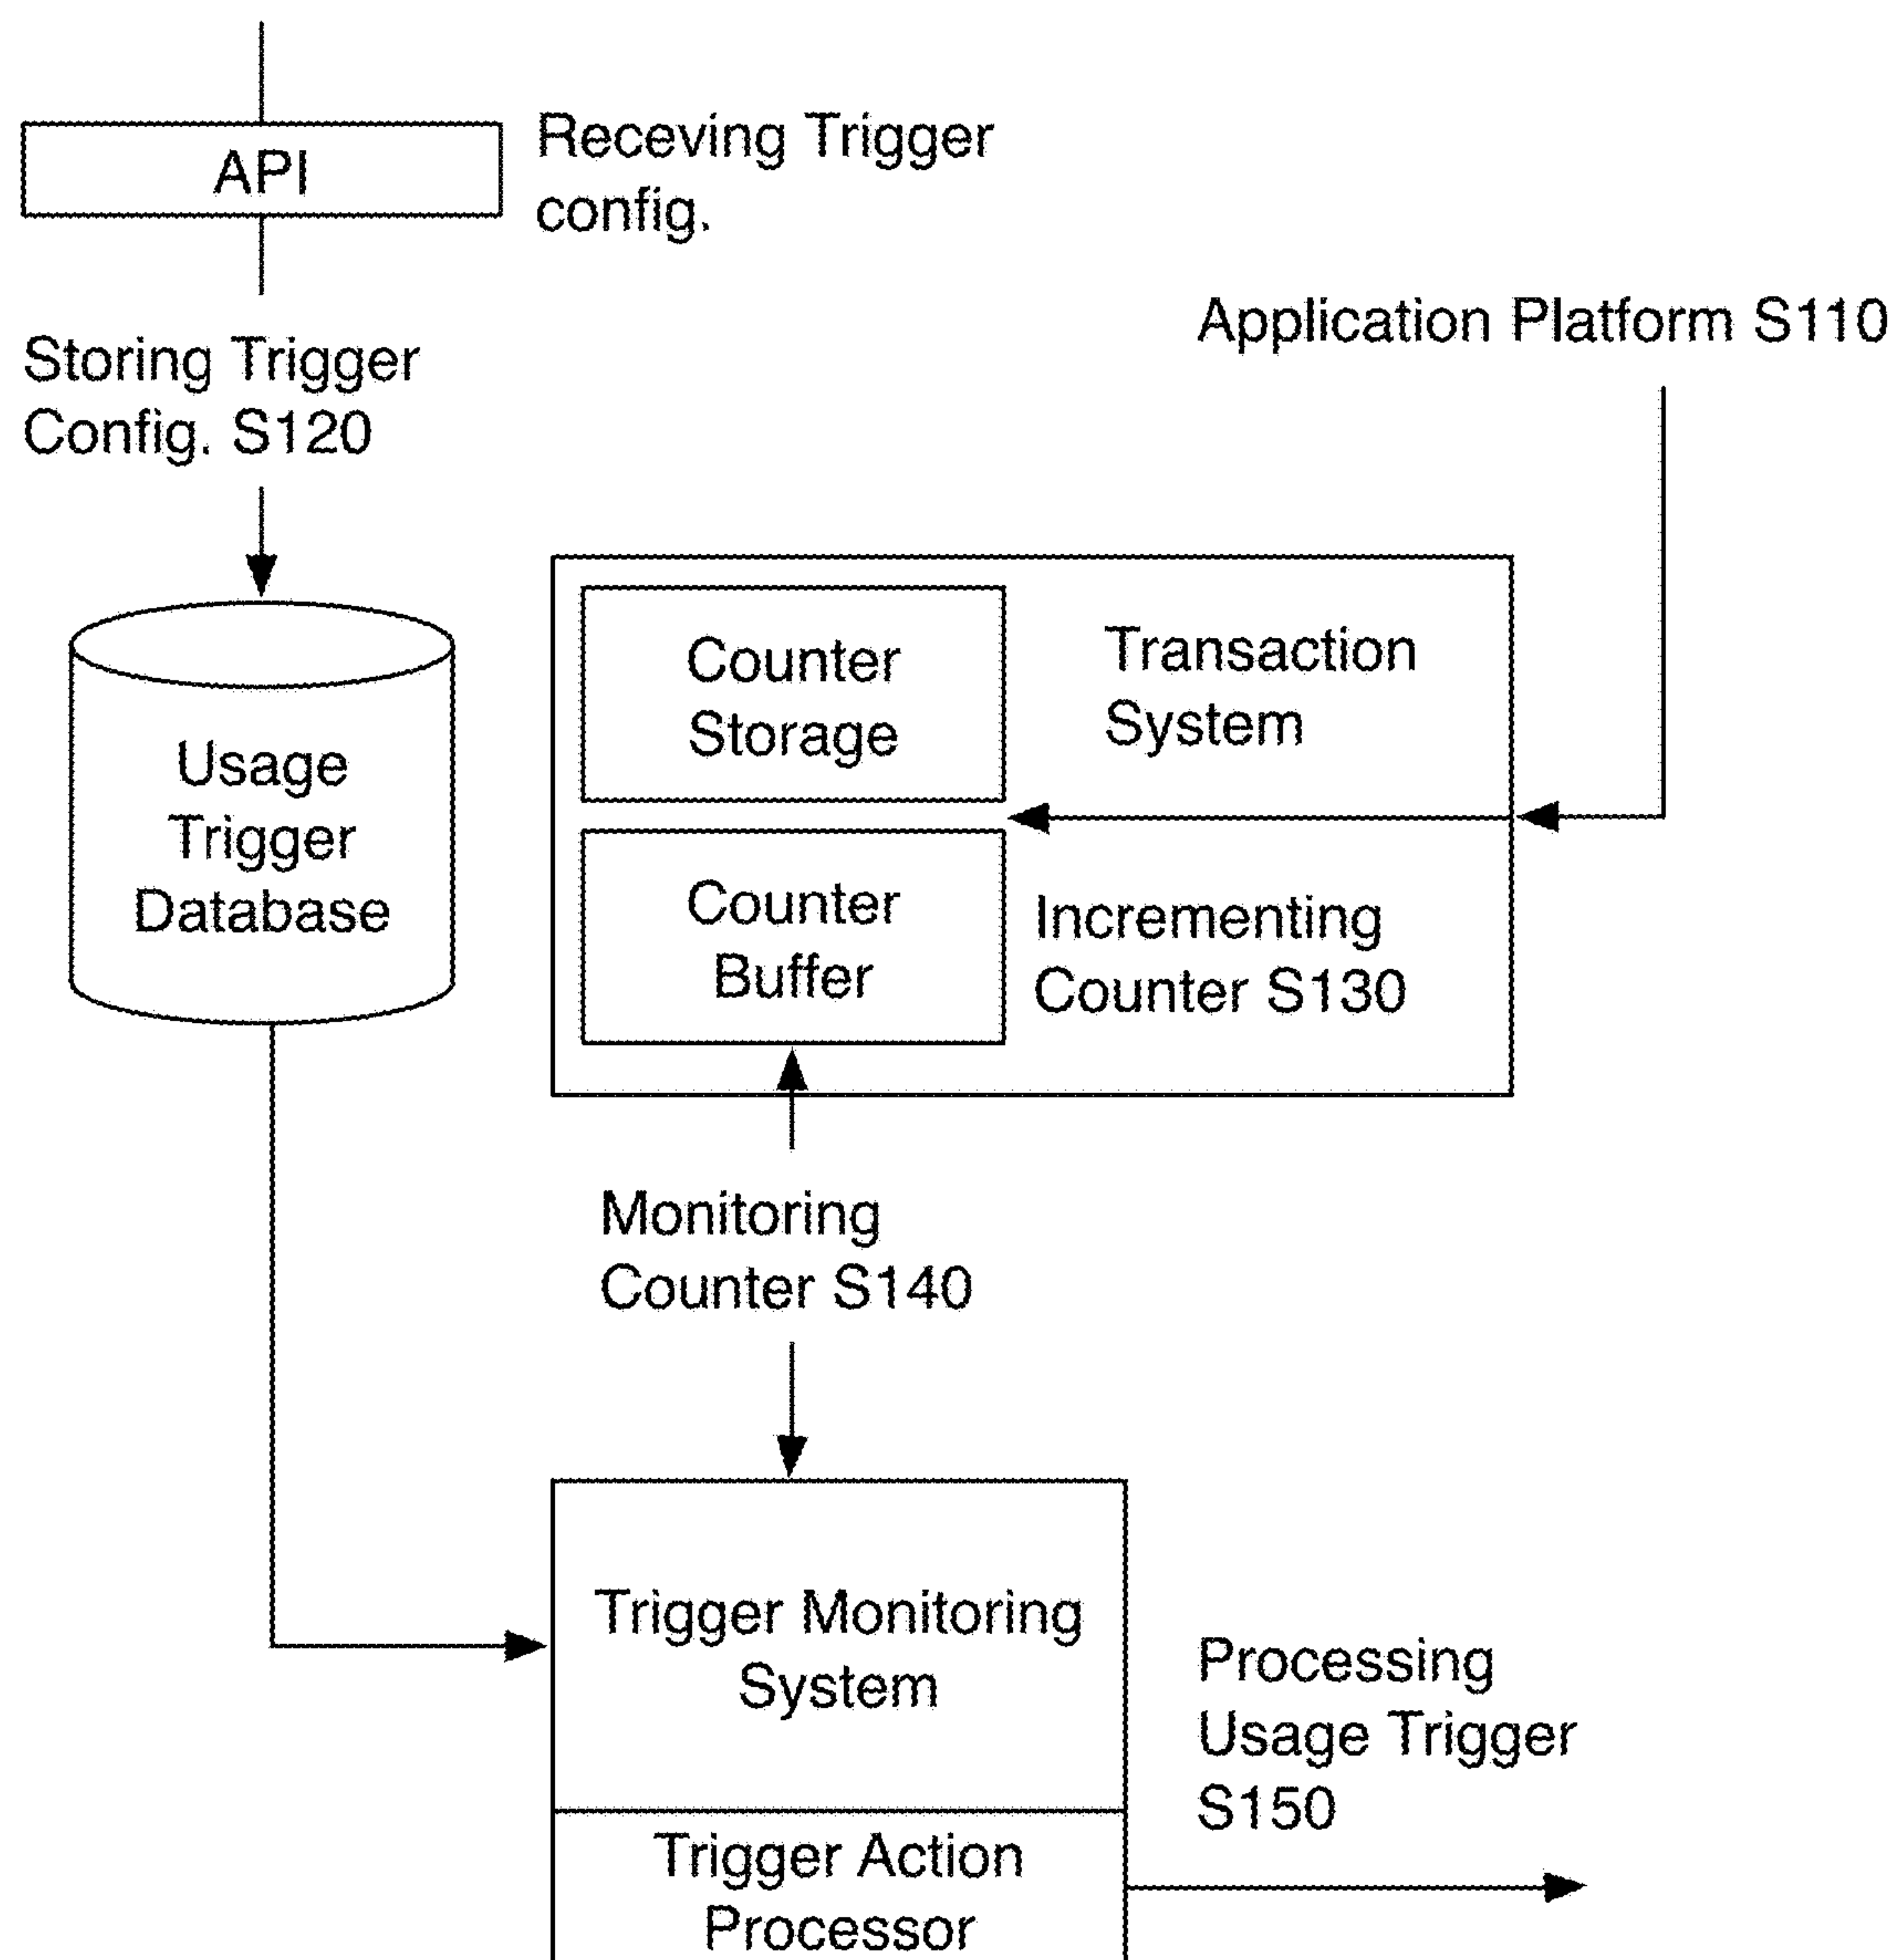 API
Receving Trigger
config.
Application Platform S110
Storing Trigger
Config. S120
Counter
Storage
Transaction
System
Usage
Trigger
Database
Counter
Buffer
Incrementing
Counter S130
Monitoring
Counter S140
Trigger Monitoring
System
Processing
Usage Trigger
S150
Trigger Action
Processor